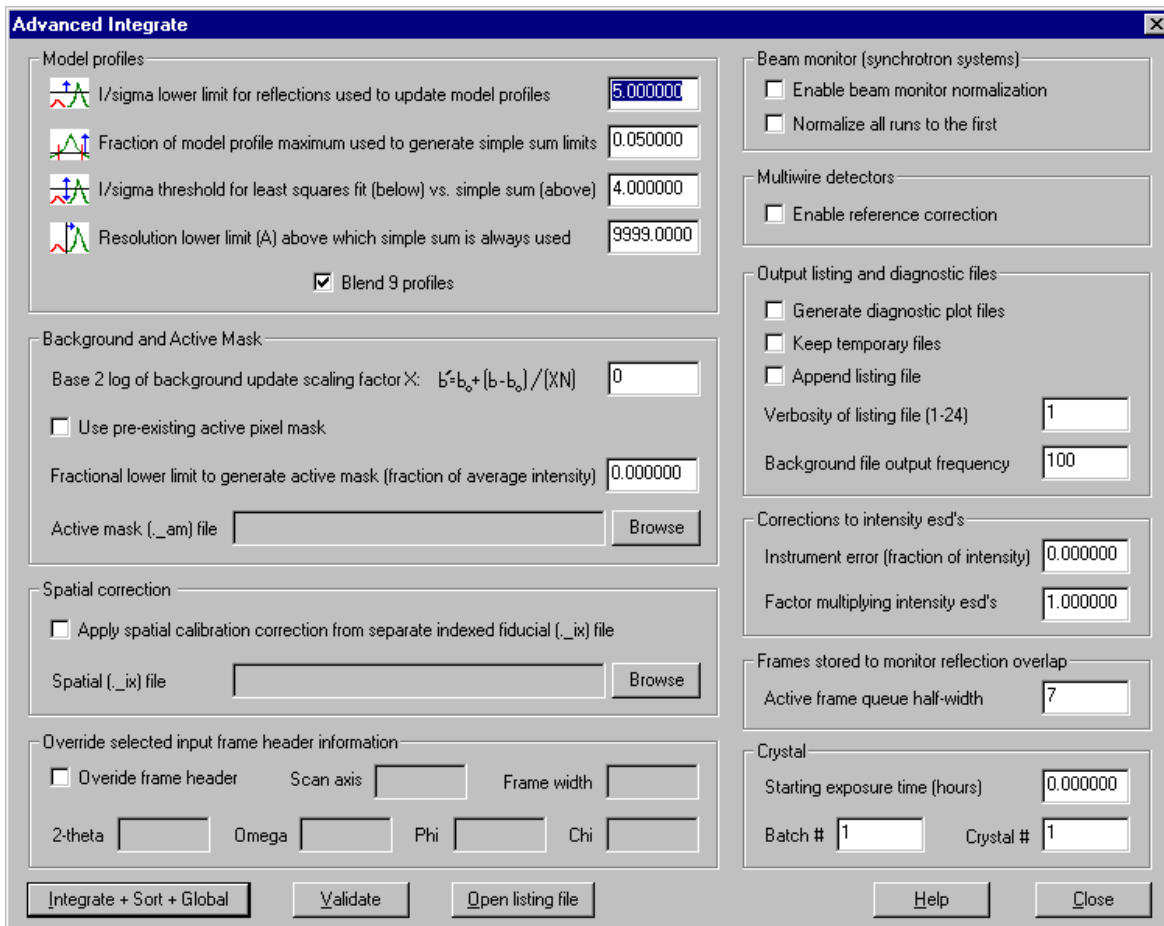 Advanced Integrate
Model profiles
I/sigma lower limit for reflections used to update model profiles 5.000000
Fraction of model profile maximum used to generate simple sum limits 0.050000
I/sigma threshold for least squares fit (below) vs. simple sum (above) 4.000000
Resolution lower limit (A) above which simple sum is always used 9999.0000
Blend 9 profiles
Background and Active Mask
Base 2 log of background update scaling factor X: b'=b₀+(b-b₀)/(XN) 0
Use pre-existing active pixel mask
Fractional lower limit to generate active mask (fraction of average intensity) 0.000000
Active mask (._am) file Browse
Spatial correction
Apply spatial calibration correction from separate indexed fiducial (._ix) file
Spatial (._ix) file Browse
Override selected input frame header information
Overide frame header Scan axis Frame width
2-theta Omega Phi Chi
Beam monitor (synchrotron systems)
Enable beam monitor normalization
Normalize all runs to the first
Multiwire detectors
Enable reference correction
Output listing and diagnostic files
Generate diagnostic plot files
Keep temporary files
Append listing file
Verbosity of listing file (1-24) 1
Background file output frequency 100
Corrections to intensity esd's
Instrument error (fraction of intensity) 0.000000
Factor multiplying intensity esd's 1.000000
Frames stored to monitor reflection overlap
Active frame queue half-width 7
Crystal
Starting exposure time (hours) 0.000000
Batch # 1 Crystal # 1
Integrate + Sort + Global Validate Open listing file Help Close